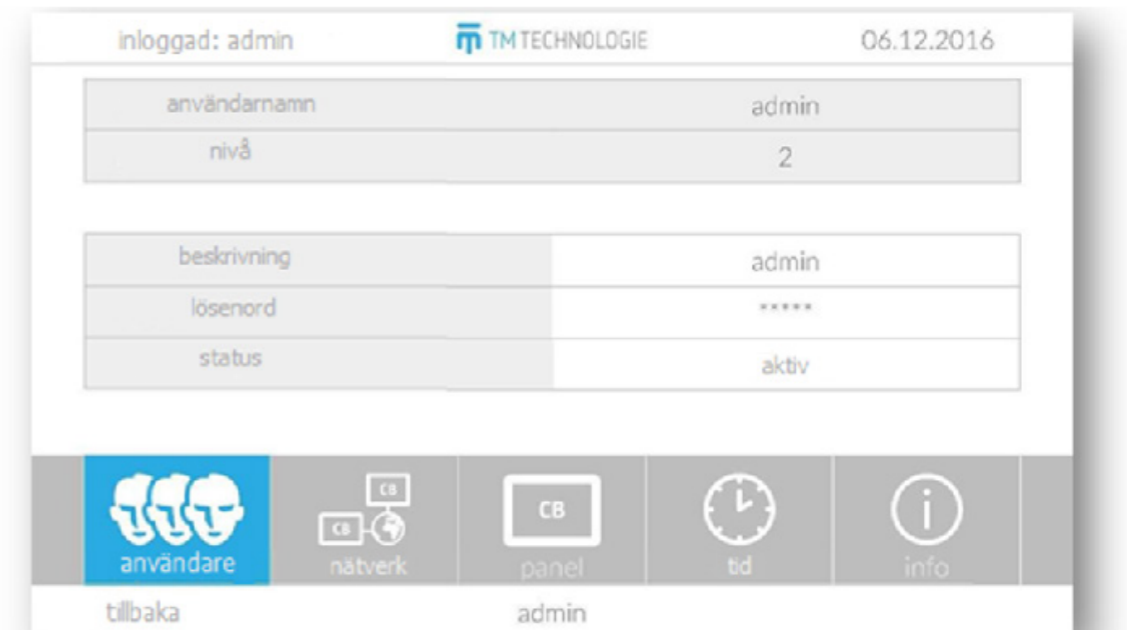 inloggad: admin TM TECHNOLOGIE 06.12.2016
användarnamn admin
nivå 2
beskrivning admin
lösenord *****
status aktiv
CB
CB CB
användare nätverk panel tid info
tillbaka admin